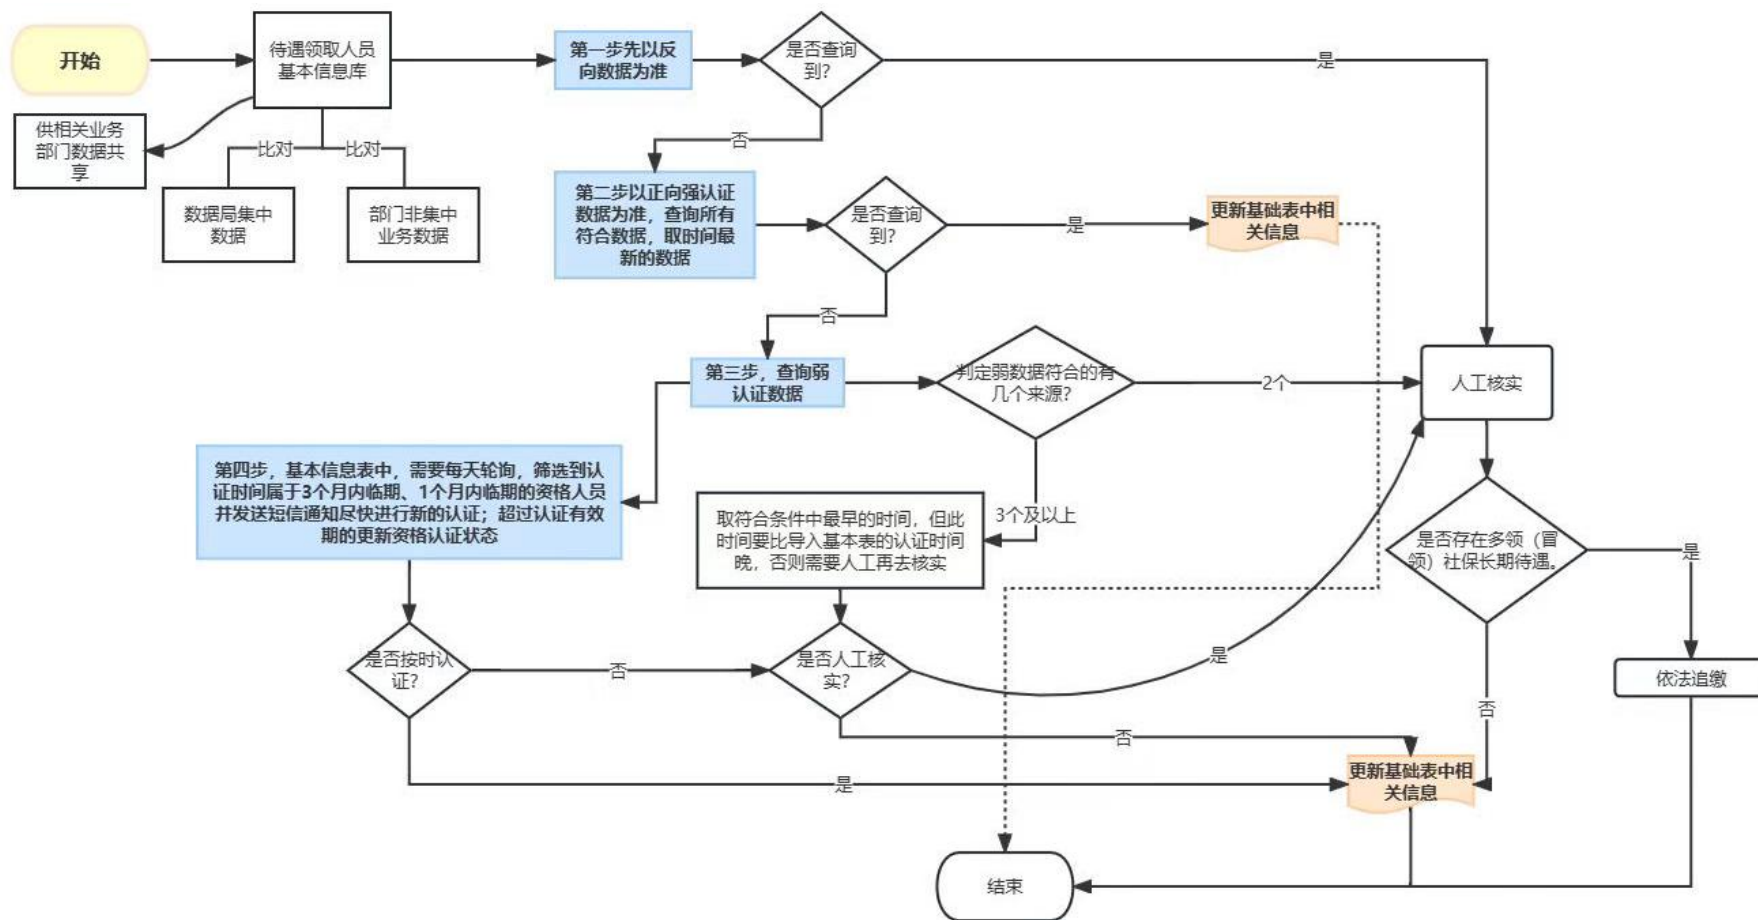 开始
待遇领取人员
基本信息库
第一步先以反
向数据为准
是否查询
到?
是
供相关业务
部门数据共
享
比对
比对
否
数据局集中
数据
部门非集中
业务数据
第二步以正向强认证
数据为准，查询所有
符合数据，取时间最
新的数据
是否查询
到?
是
更新基础表中相
关信息
否
第三步，查询弱
认证数据
判定弱数据符合的有
几个来源?
2个
人工核实
第四步，基本信息表中，需要每天轮询，筛选到认
证时间属于3个月内临期、1个月内临期的资格人员
并发送短信通知尽快进行新的认证；超过认证有效
期的更新资格认证状态
3个及以上
取符合条件中最早的时间，但此
时间要比导入基本表的认证时间
晚，否则需要人工再去核实
是否存在多领（冒
领）社保长期待遇。
是
是否按时认
证?
否
是否人工核
实?
是
依法追缴
否
否
是
更新基础表中相
关信息
结束